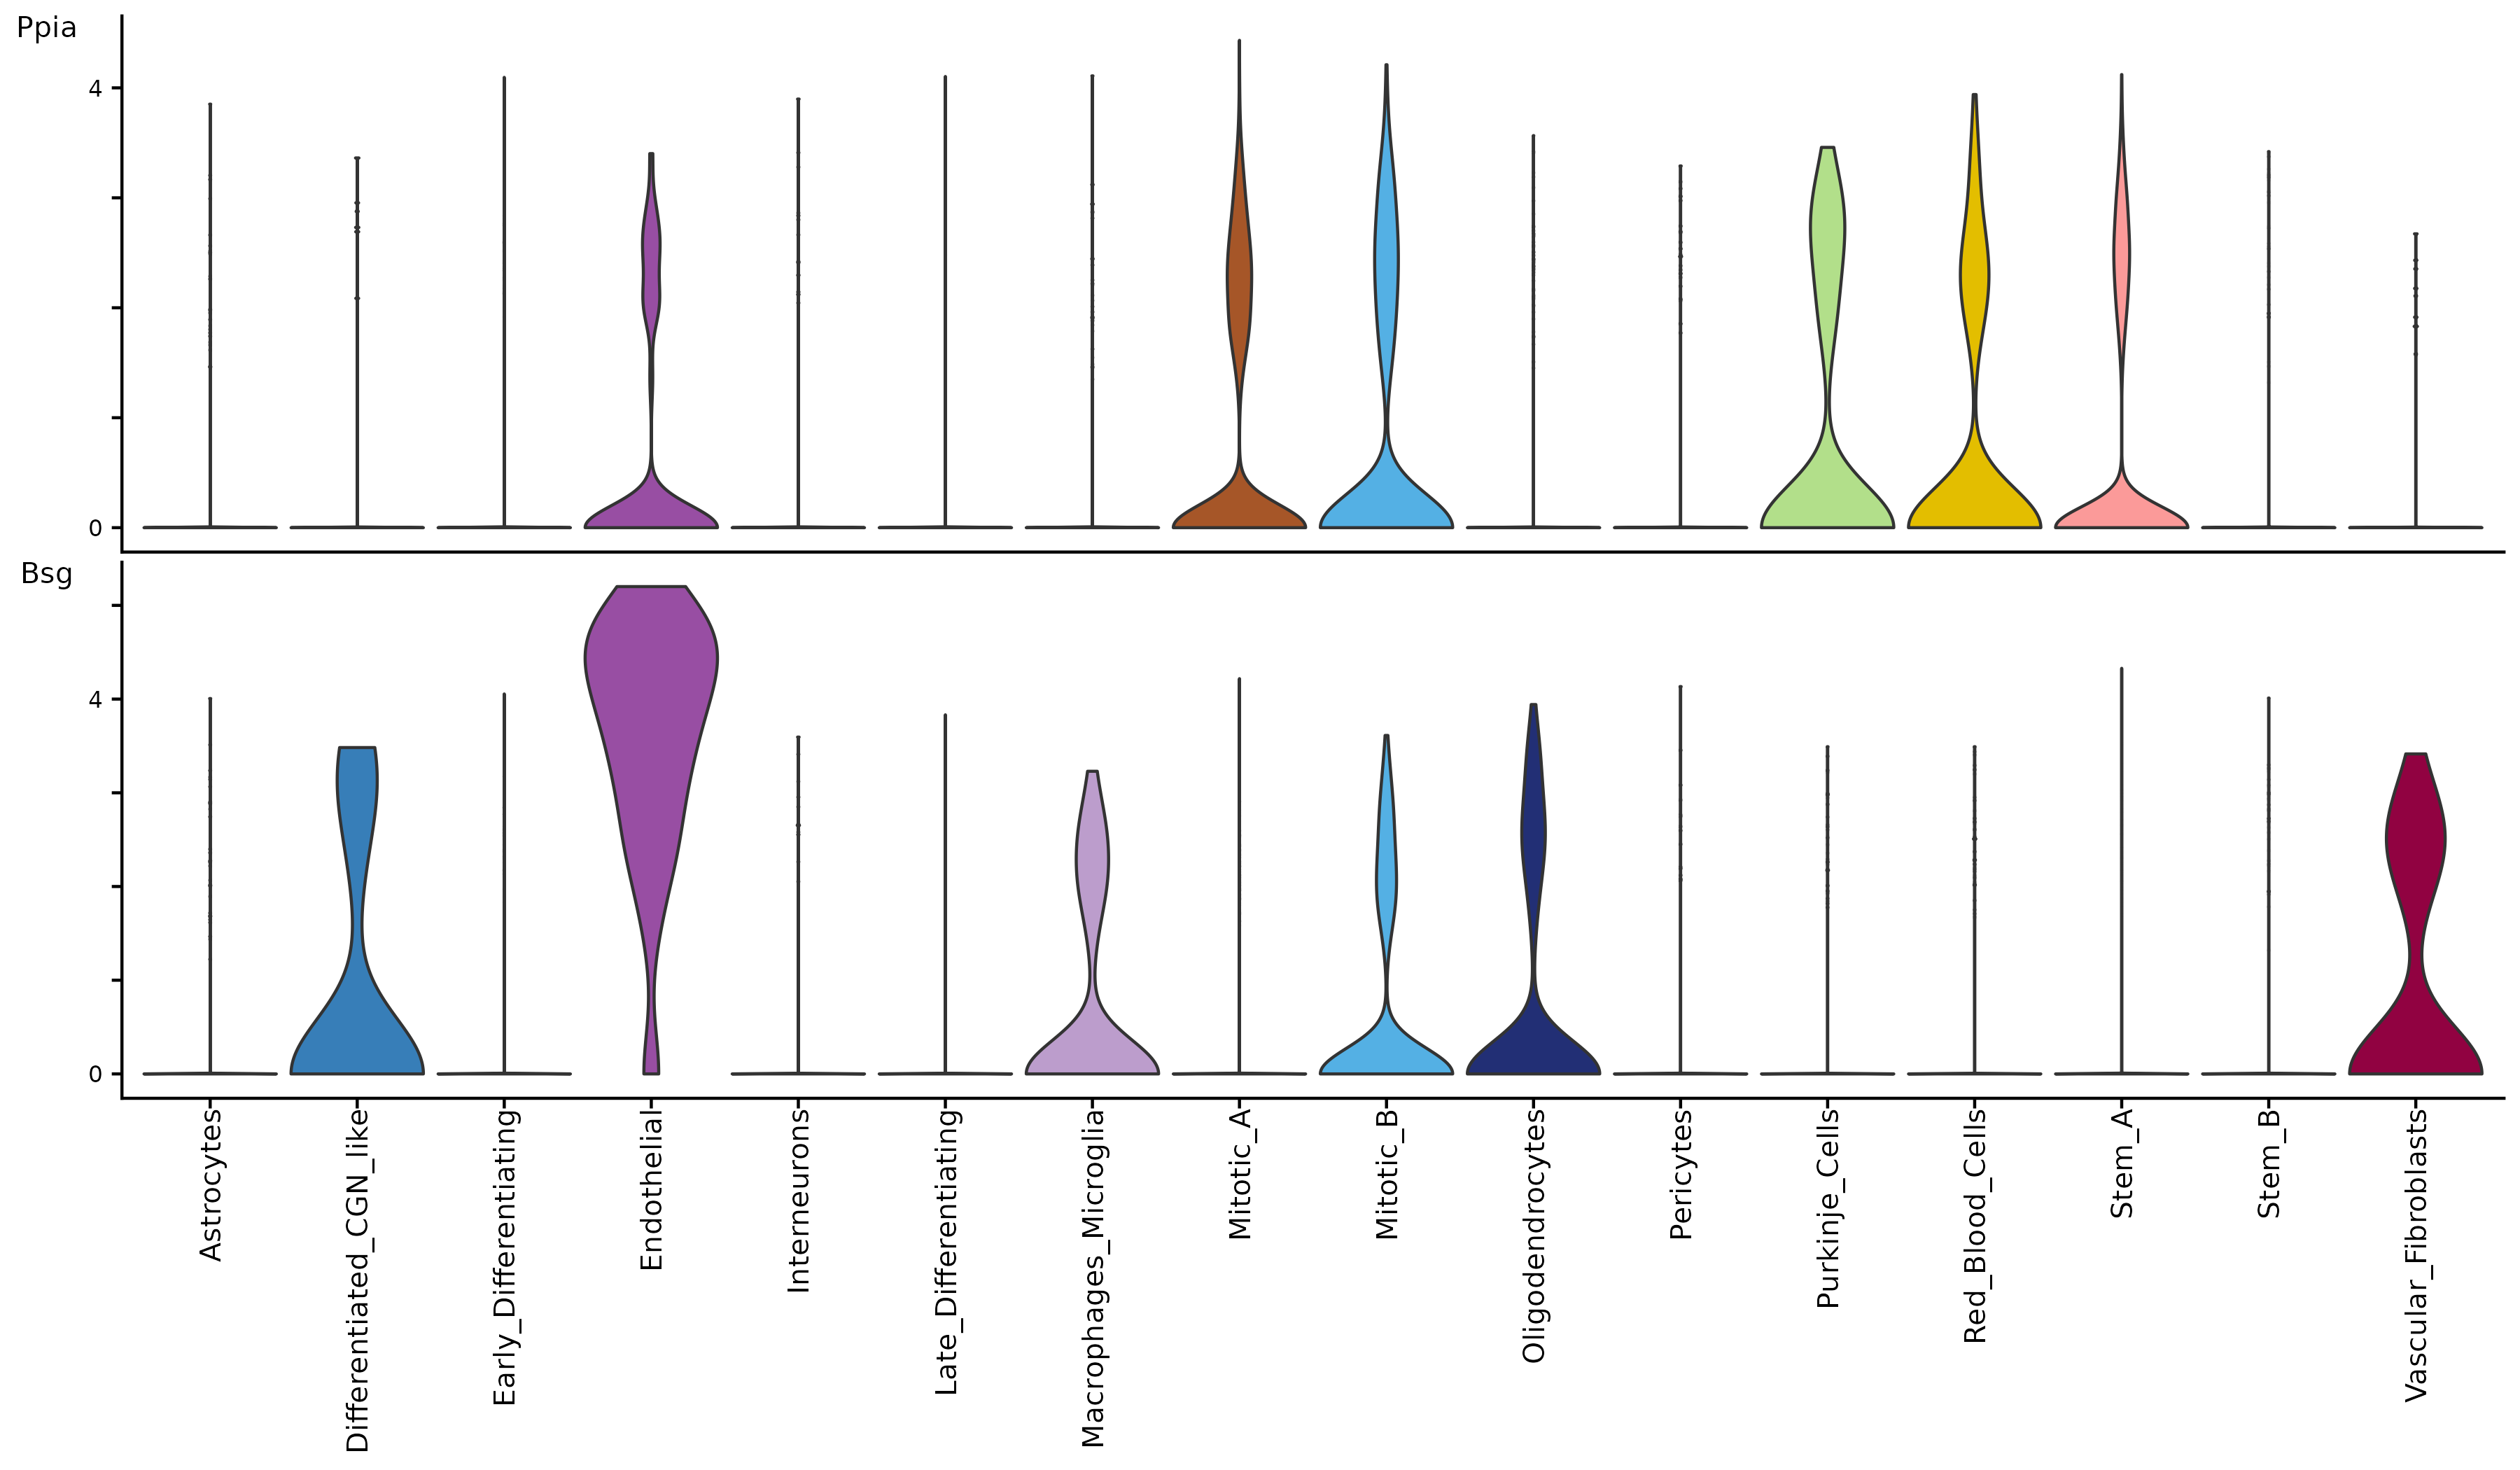 Ppia
4
0
Bsg
4
0
Astrocytes
Differentiated_CGN_like
Early_Differentiating
Endothelial
Interneurons
Late_Differentiating
Macrophages_Microglia
Mitotic_A
Mitotic_B
Oligodendrocytes
Pericytes
Purkinje_Cells
Red_Blood_Cells
Stem_A
Stem_B
Vascular_Fibroblasts